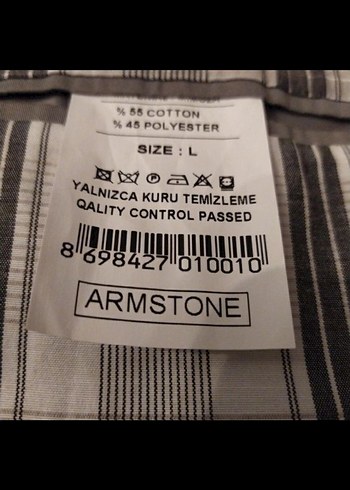 % 55 COTTON
% 45 POLYESTER
SIZE : L
YALNIZCA KURU TEMİZLEME
QALITY CONTROL PASSED
8 698427 010010
ARMSTONE